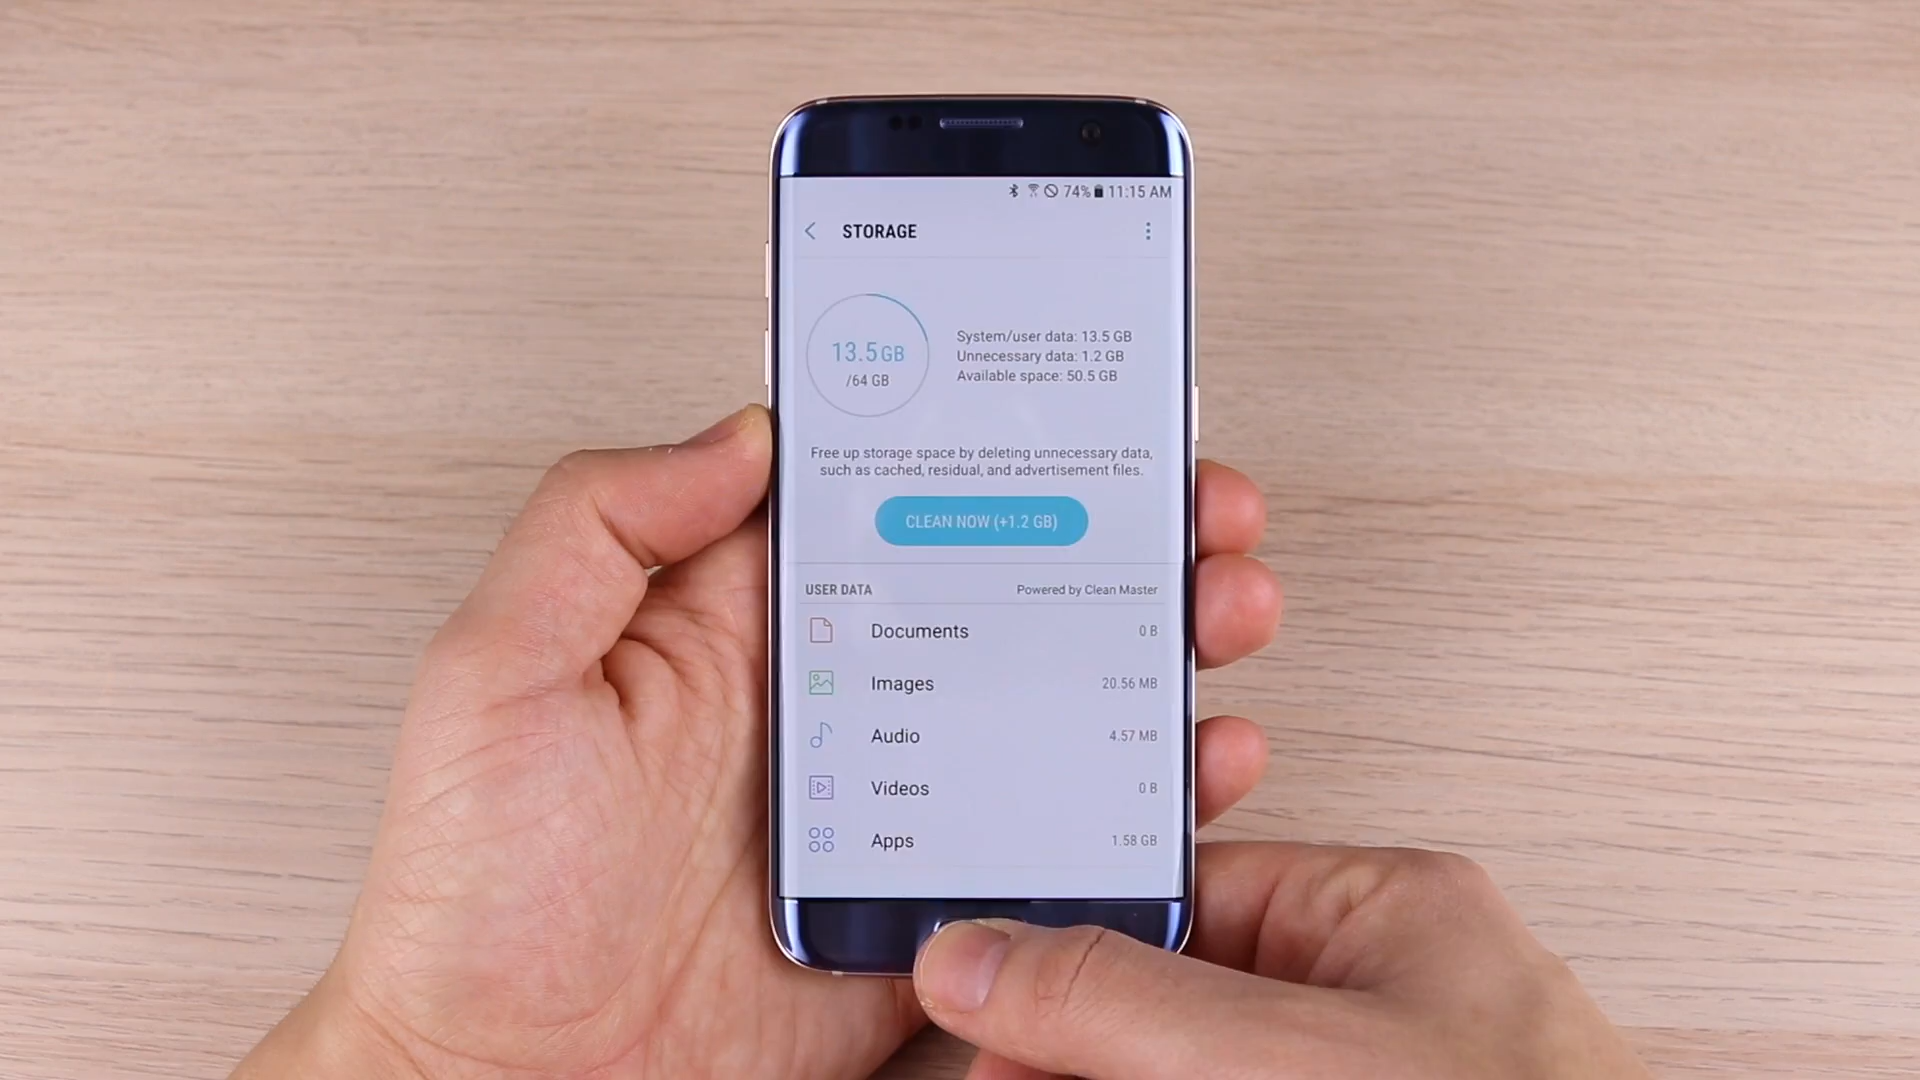 74% 11:15 AM
STORAGE
13.5 GB
/64 GB
System/user data: 13.5 GB
Unnecessary data: 1.2 GB
Available space: 50.5 GB
Free up storage space by deleting unnecessary data,
such as cached, residual, and advertisement files.
CLEAN NOW (+1.2 GB)
USER DATA Powered by Clean Master
Documents 0 B
Images 20.56 MB
Audio 4.57 MB
Videos 0 B
Apps 1.58 GB